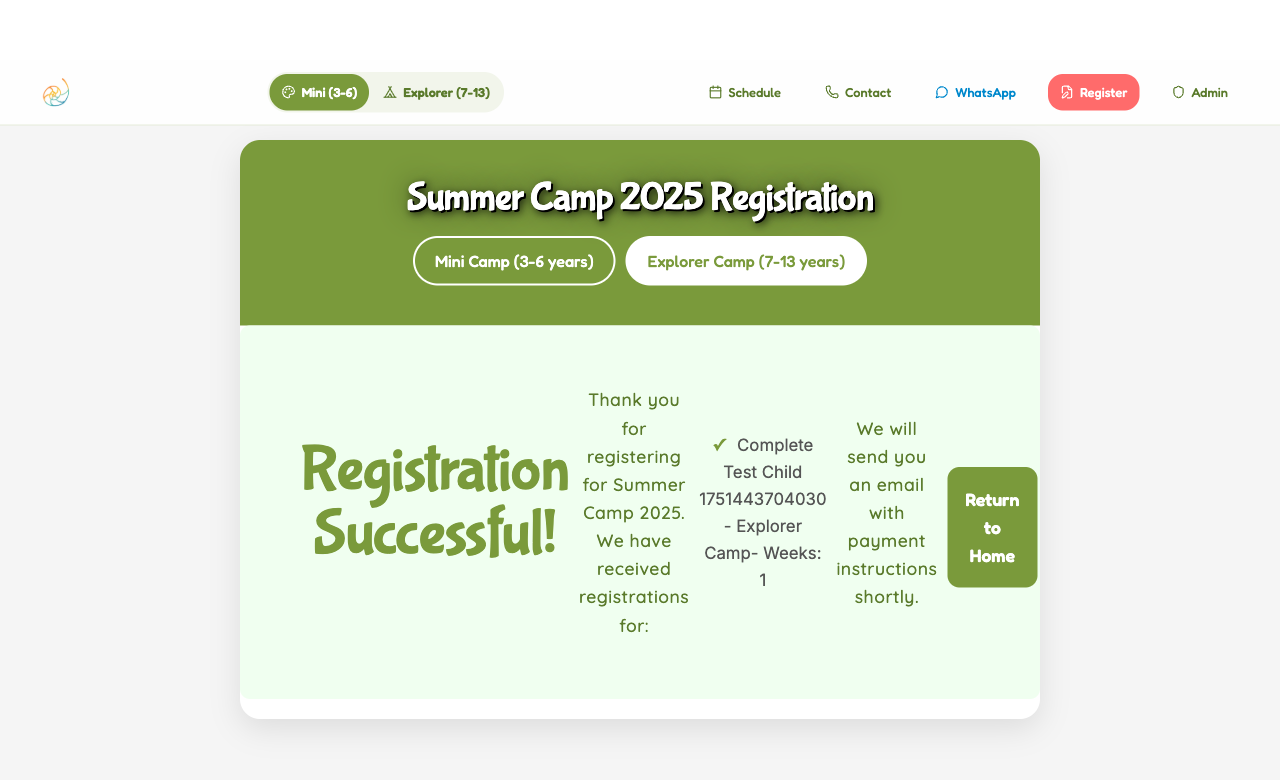 Mini (3-6)
Explorer (7-13)
Schedule
Contact
WhatsApp
Register
Admin
Summer Camp 2025 Registration
Mini Camp (3-6 years)
Explorer Camp (7-13 years)
Registration
Successful!
Thank you
for
registering
for Summer
Camp 2025.
We have
received
registrations
for:
✔ Complete
Test Child
1751443704030
- Explorer
Camp- Weeks:
1
We will
send you
an email
with
payment
instructions
shortly.
Return
to
Home